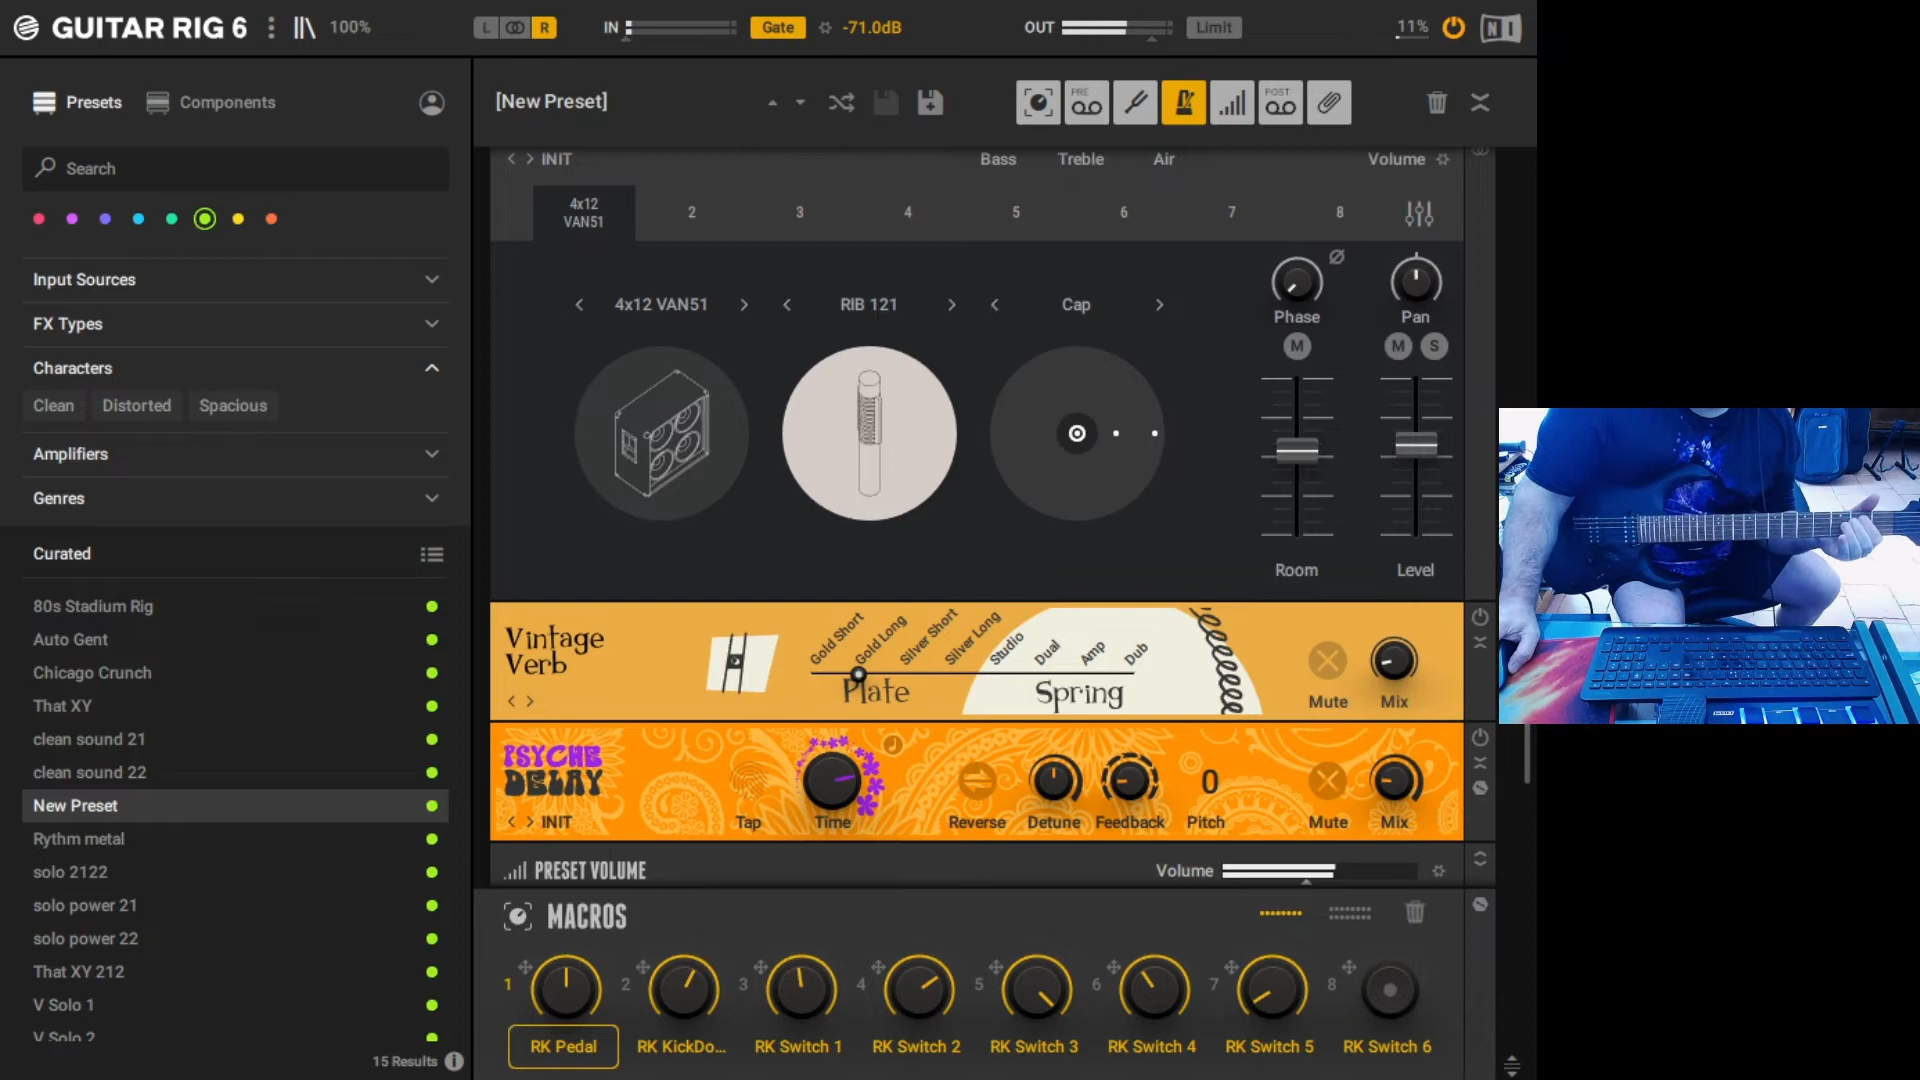 GUITAR RIG 6
100%
L
R
IN
Gate
-71.0dB
OUT
Limit
11%
NI
Presets
Components
[New Preset]
PRE
POST
Search
INIT
Bass
Treble
Air
Volume
4x12
VAN51
2
3
4
5
6
7
8
Input Sources
FX Types
Characters
Clean
Distorted
Spacious
Amplifiers
Genres
4x12 VAN51
RIB 121
Cap
Phase
Pan
M
M
S
Room
Level
Curated
80s Stadium Rig
Auto Gent
Chicago Crunch
That XY
clean sound 21
clean sound 22
New Preset
Rythm metal
solo 2122
solo power 21
solo power 22
That XY 212
V Solo 1
V Solo 2
15 Results
Vintage
Verb
Gold Short
Gold Long
Silver Short
Silver Long
Studio
Dual
Amp
Dub
Plate
Spring
Mute
Mix
PSYCHE
DELAY
INIT
Tap
Time
Reverse
Detune
Feedback
0
Pitch
Mute
Mix
PRESET VOLUME
Volume
MACROS
1
2
3
4
5
6
7
8
RK Pedal
RK KickDo...
RK Switch 1
RK Switch 2
RK Switch 3
RK Switch 4
RK Switch 5
RK Switch 6